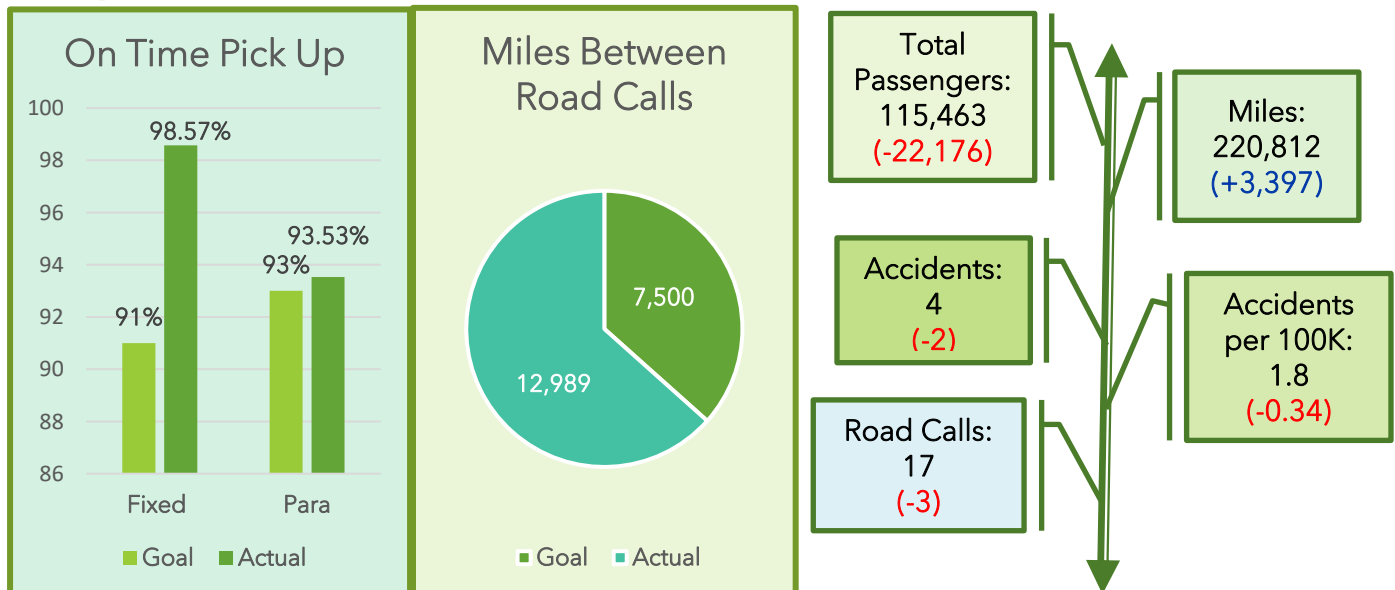 On Time Pick Up
100
98
96
94
92
90
88
86
91%
98.57%
93%
93.53%
Fixed
Para
Goal
Actual
Miles Between
Road Calls
7,500
12,989
Goal
Actual
Total
Passengers:
115,463
(-22,176)
Miles:
220,812
(+3,397)
Accidents:
4
(-2)
Accidents
per 100K:
1.8
(-0.34)
Road Calls:
17
(-3)